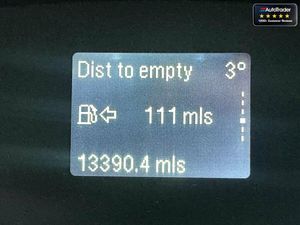 AutoTrader
Dist to empty 3°
111 mls
13390.4 mls